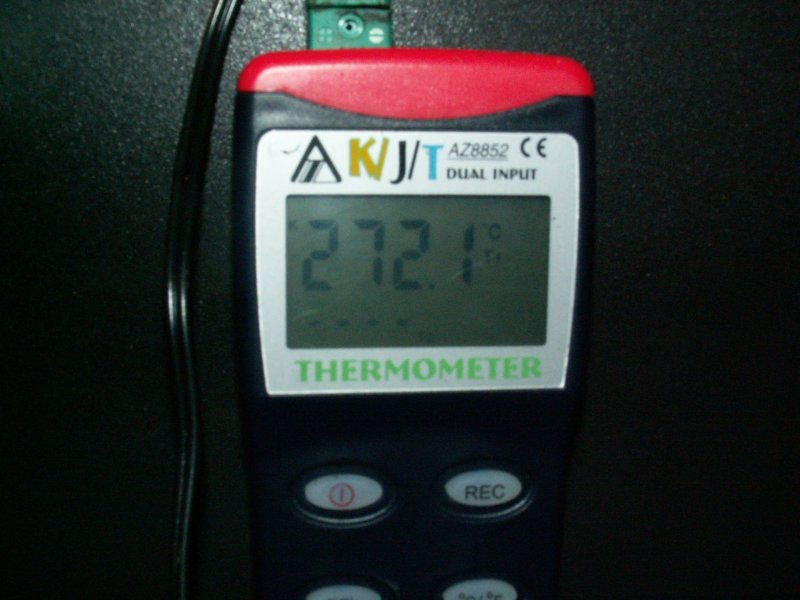 K/J/T AZ8852 CE
DUAL INPUT
K 272.1 °C
T1
----
THERMOMETER
REC
°C/°F